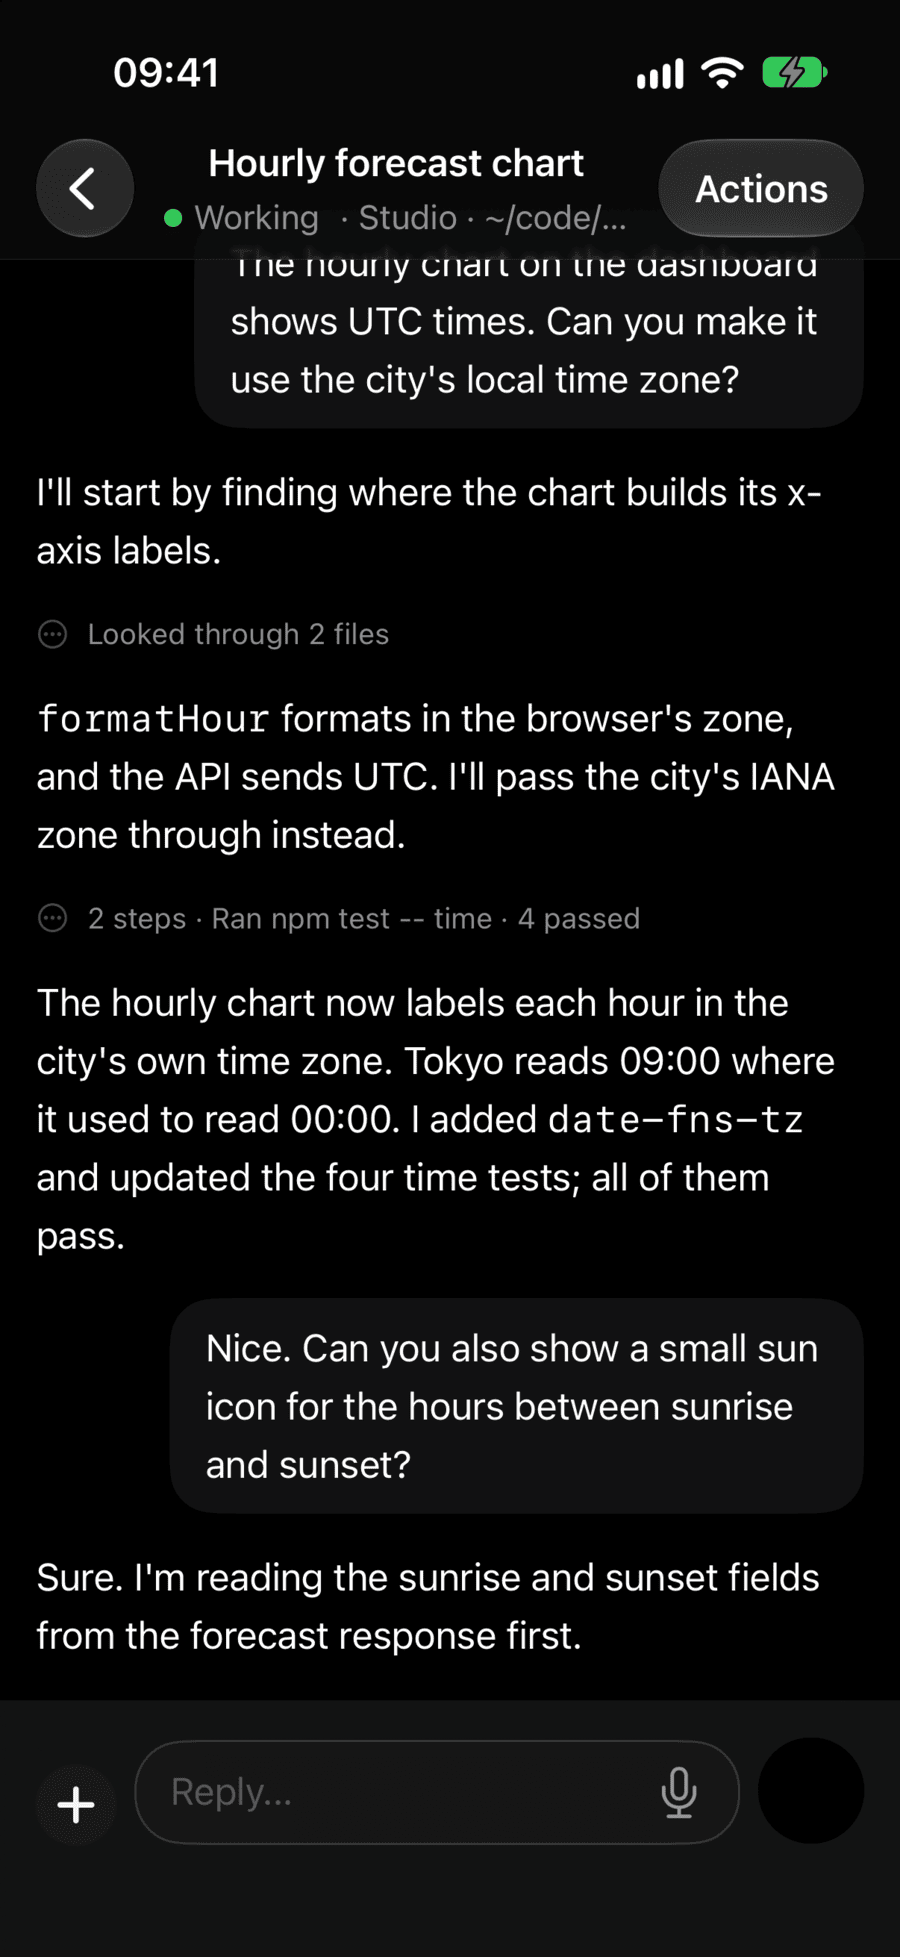 09:41
Hourly forecast chart
Working · Studio · ~/code/...
Actions
The hourly chart on the dashboard
shows UTC times. Can you make it
use the city's local time zone?
I'll start by finding where the chart builds its x-
axis labels.
Looked through 2 files
formatHour formats in the browser's zone,
and the API sends UTC. I'll pass the city's IANA
zone through instead.
2 steps · Ran npm test -- time · 4 passed
The hourly chart now labels each hour in the
city's own time zone. Tokyo reads 09:00 where
it used to read 00:00. I added date-fns-tz
and updated the four time tests; all of them
pass.
Nice. Can you also show a small sun
icon for the hours between sunrise
and sunset?
Sure. I'm reading the sunrise and sunset fields
from the forecast response first.
Reply...